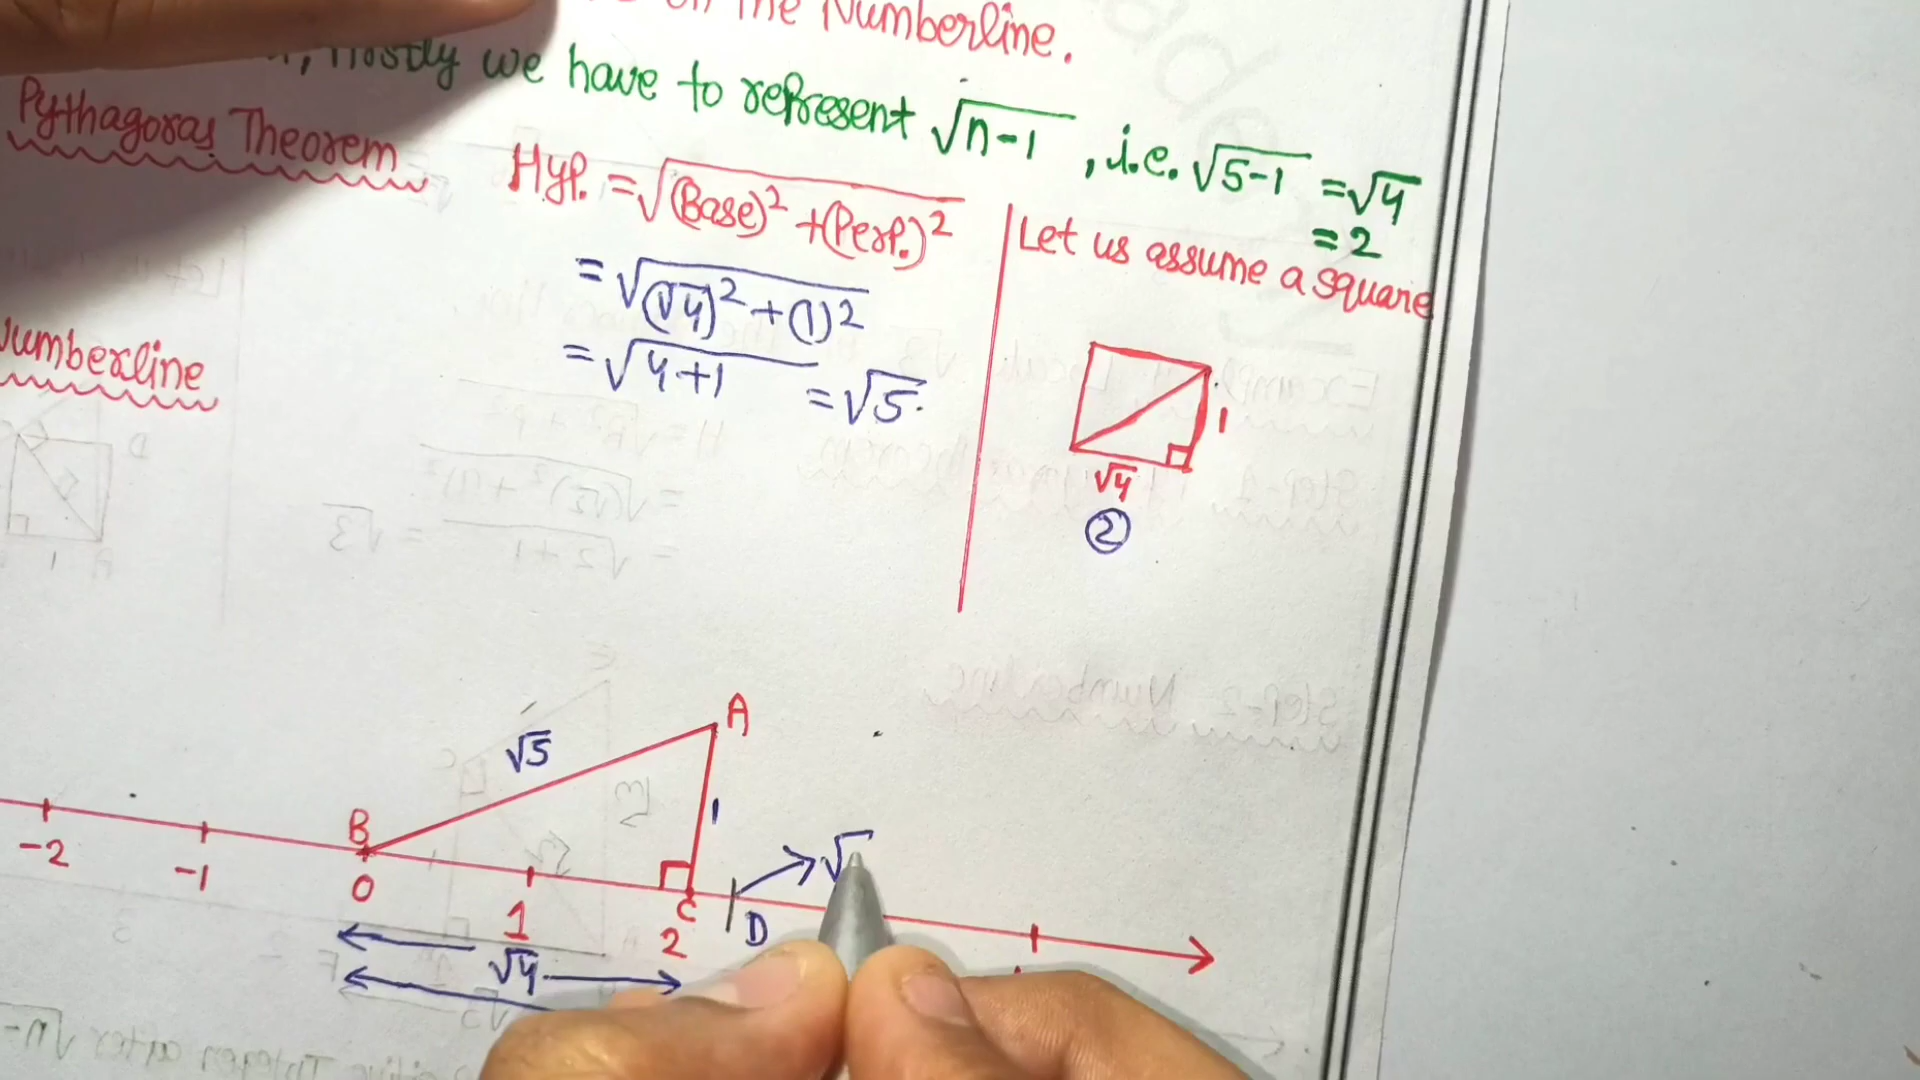 on the Numberline.
, Mostly we have to represent √n-1 , i.e. √5-1 = √4
= 2
Pythagoras Theorem
Hyp. = √(Base)² + (Perp.)²
= √(√4)² + (1)²
= √4+1 = √5.
Let us assume a square
1
√4
2
Numberline
A
√5
1
B
√
-2 -1 0 1 2
C
D
√4